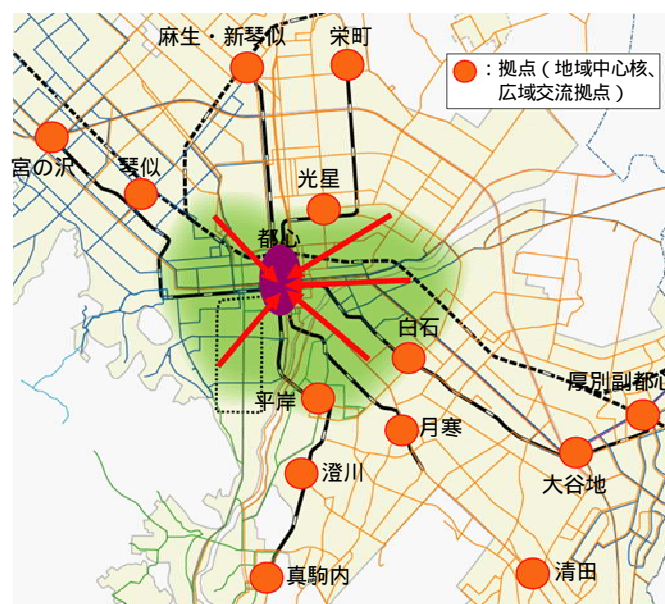 麻生・新琴似
栄町
：拠点（地域中心核、
広域交流拠点）
宮の沢
琴似
光星
都心
白石
厚別副都心
平岸
月寒
澄川
大谷地
真駒内
清田